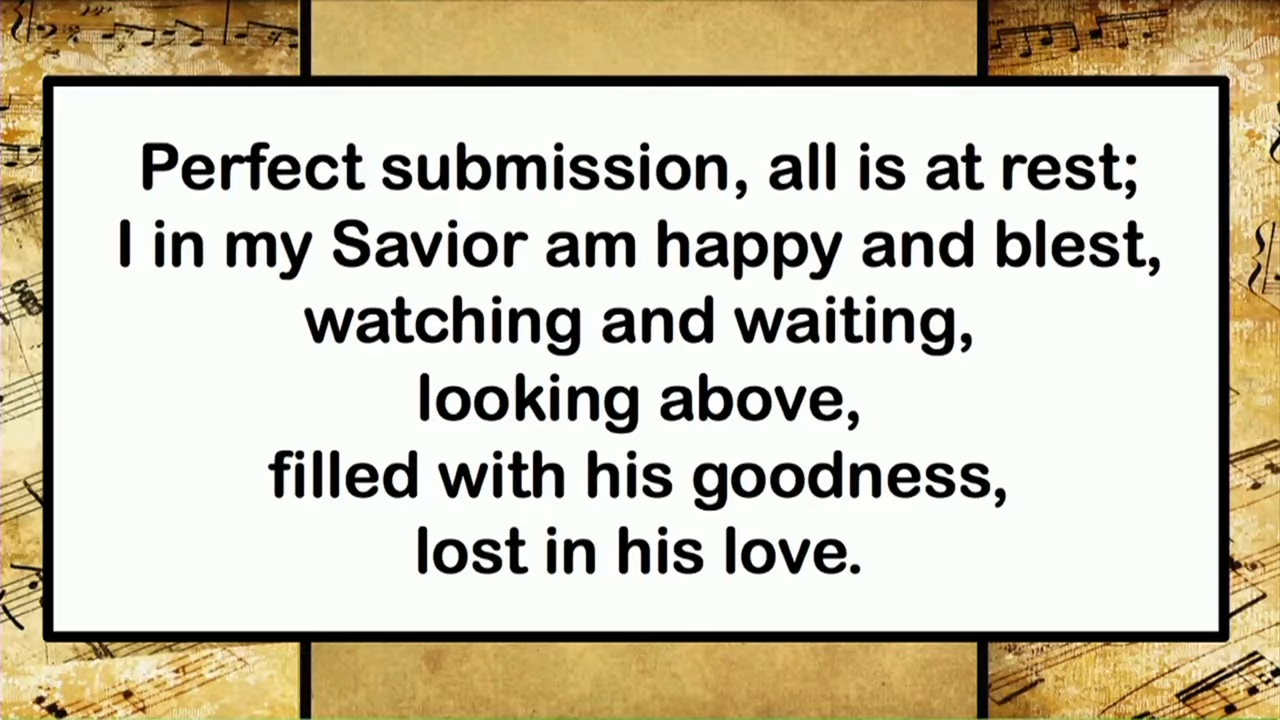 Perfect submission, all is at rest;
I in my Savior am happy and blest,
watching and waiting,
looking above,
filled with his goodness,
lost in his love.